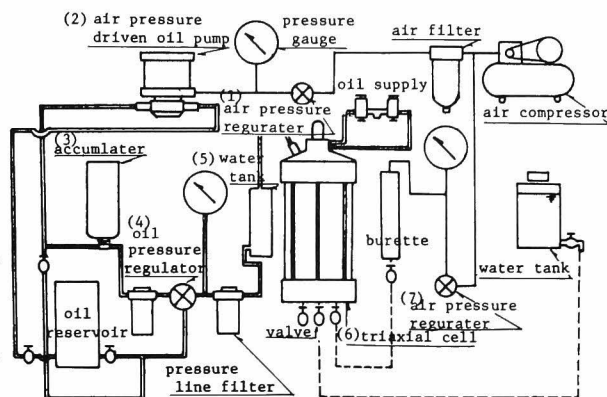 (2) air pressure
driven oil pump
pressure
gauge
air filter
air compressor
(1)
air pressure
regurater
oil supply
(3)
accumlater
(5) water
tank
(4)
oil
pressure
regulator
oil
reservoir
burette
water tank
(7)
air pressure
regurater
valve
(6) triaxial cell
pressure
line filter